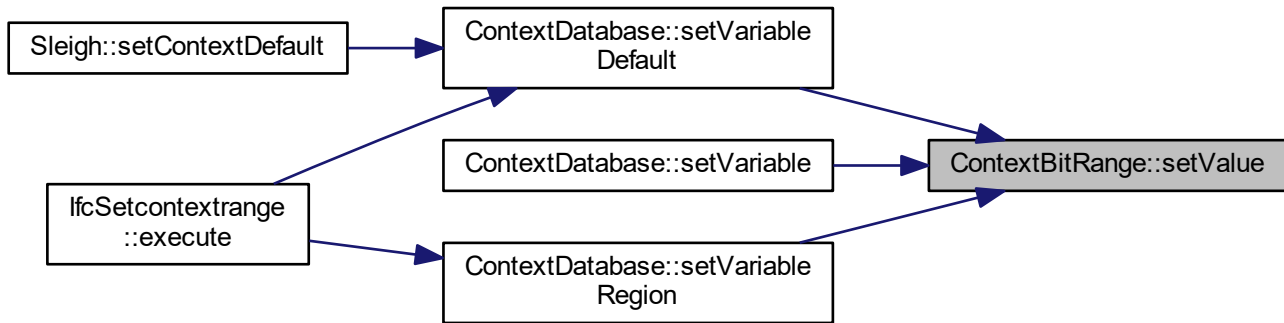 Sleigh::setContextDefault
ContextDatabase::setVariable
Default
ContextDatabase::setVariable
ContextBitRange::setValue
IfcSetcontextrange
::execute
ContextDatabase::setVariable
Region